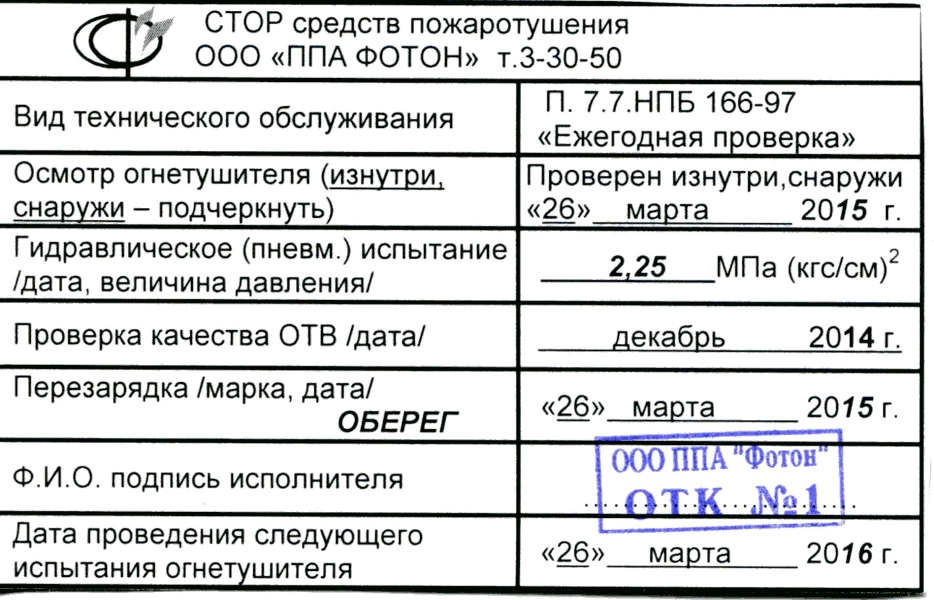 СТОР средств пожаротушения
ООО «ППА ФОТОН» т.3-30-50
Вид технического обслуживания
П. 7.7.НПБ 166-97
«Ежегодная проверка»
Осмотр огнетушителя (изнутри,
снаружи – подчеркнуть)
Проверен изнутри,снаружи
«26» марта 2015 г.
Гидравлическое (пневм.) испытание
/дата, величина давления/
2,25 МПа (кгс/см)²
Проверка качества ОТВ /дата/
декабрь 2014 г.
Перезарядка /марка, дата/
ОБЕРЕГ
«26» марта 2015 г.
Ф.И.О. подпись исполнителя
ООО ППА "Фотон"
ОТК №1
Дата проведения следующего
испытания огнетушителя
«26» марта 2016 г.